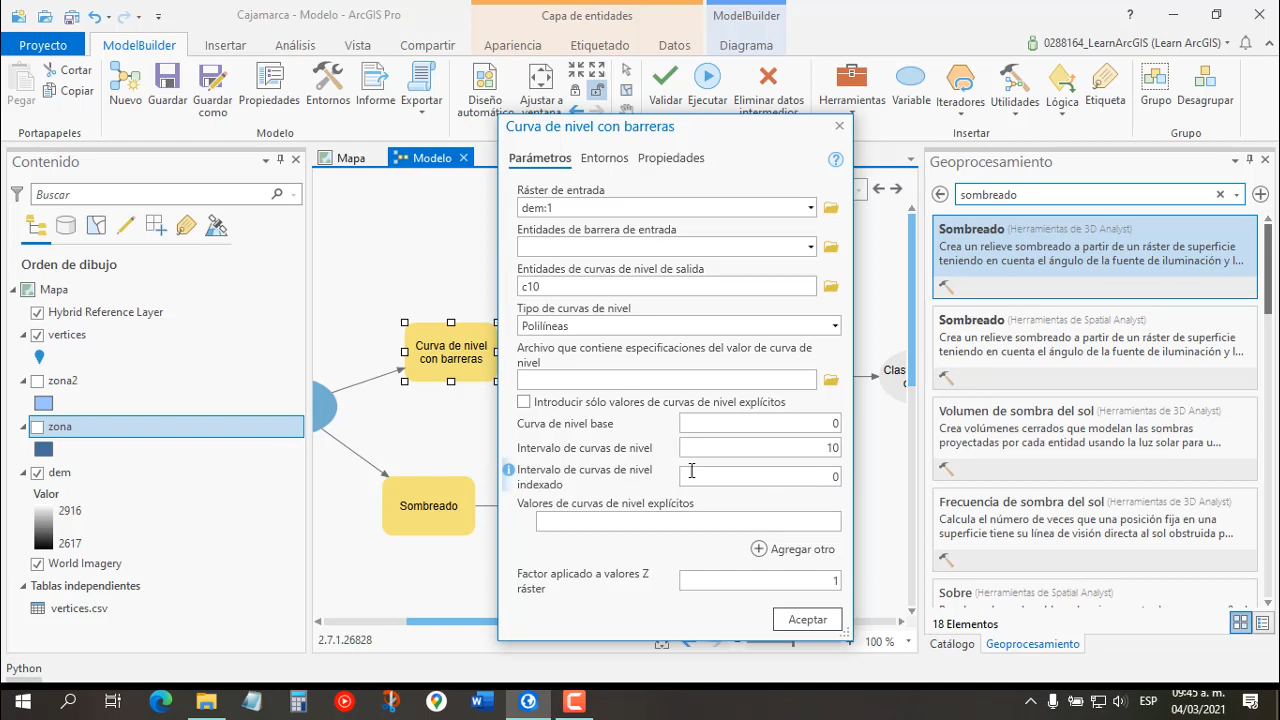 Cajamarca - Modelo - ArcGIS Pro
Capa de entidades
ModelBuilder
?
Proyecto
ModelBuilder
Insertar
Análisis
Vista
Compartir
Apariencia
Etiquetado
Datos
Diagrama
0288164_LearnArcGIS (Learn ArcGIS)
Pegar
Cortar
Copiar
Nuevo
Guardar
Guardar
como
Propiedades
Entornos
Informe
Exportar
Diseño
automático
Ajustar a
ventana
Validar
Ejecutar
Eliminar datos
intermedios
Herramientas
Variable
Iteradores
Utilidades
Lógica
Etiqueta
Grupo
Desagrupar
Portapapeles
Modelo
Insertar
Grupo
Contenido
Buscar
Orden de dibujo
Mapa
Hybrid Reference Layer
vertices
zona2
zona
dem
Valor
2916
2617
World Imagery
Tablas independientes
vertices.csv
Mapa
Modelo
Curva de nivel
con barreras
Sombreado
Clas
c
2.7.1.26828
100 %
Curva de nivel con barreras
Parámetros
Entornos
Propiedades
?
Ráster de entrada
dem:1
Entidades de barrera de entrada
Entidades de curvas de nivel de salida
c10
Tipo de curvas de nivel
Polilíneas
Archivo que contiene especificaciones del valor de curva de
nivel
Introducir sólo valores de curvas de nivel explícitos
Curva de nivel base
0
Intervalo de curvas de nivel
10
Intervalo de curvas de nivel
indexado
0
Valores de curvas de nivel explícitos
Agregar otro
Factor aplicado a valores Z
ráster
1
Aceptar
Geoprocesamiento
sombreado
Sombreado (Herramientas de 3D Analyst)
Crea un relieve sombreado a partir de un ráster de superficie
teniendo en cuenta el ángulo de la fuente de iluminación y l...
Sombreado (Herramientas de Spatial Analyst)
Crea un relieve sombreado a partir de un ráster de superficie
teniendo en cuenta el ángulo de la fuente de iluminación y l...
Volumen de sombra del sol (Herramientas de 3D Analyst)
Crea volúmenes cerrados que modelan las sombras
proyectadas por cada entidad usando la luz solar para u...
Frecuencia de sombra del sol (Herramientas de 3D Analyst)
Calcula el número de veces que una posición fija en una
superficie tiene su línea de visión directa al sol obstruida p...
Sobre (Herramientas de Spatial Analyst)
18 Elementos
Catálogo
Geoprocesamiento
Python
ESP
09:45 a. m.
04/03/2021